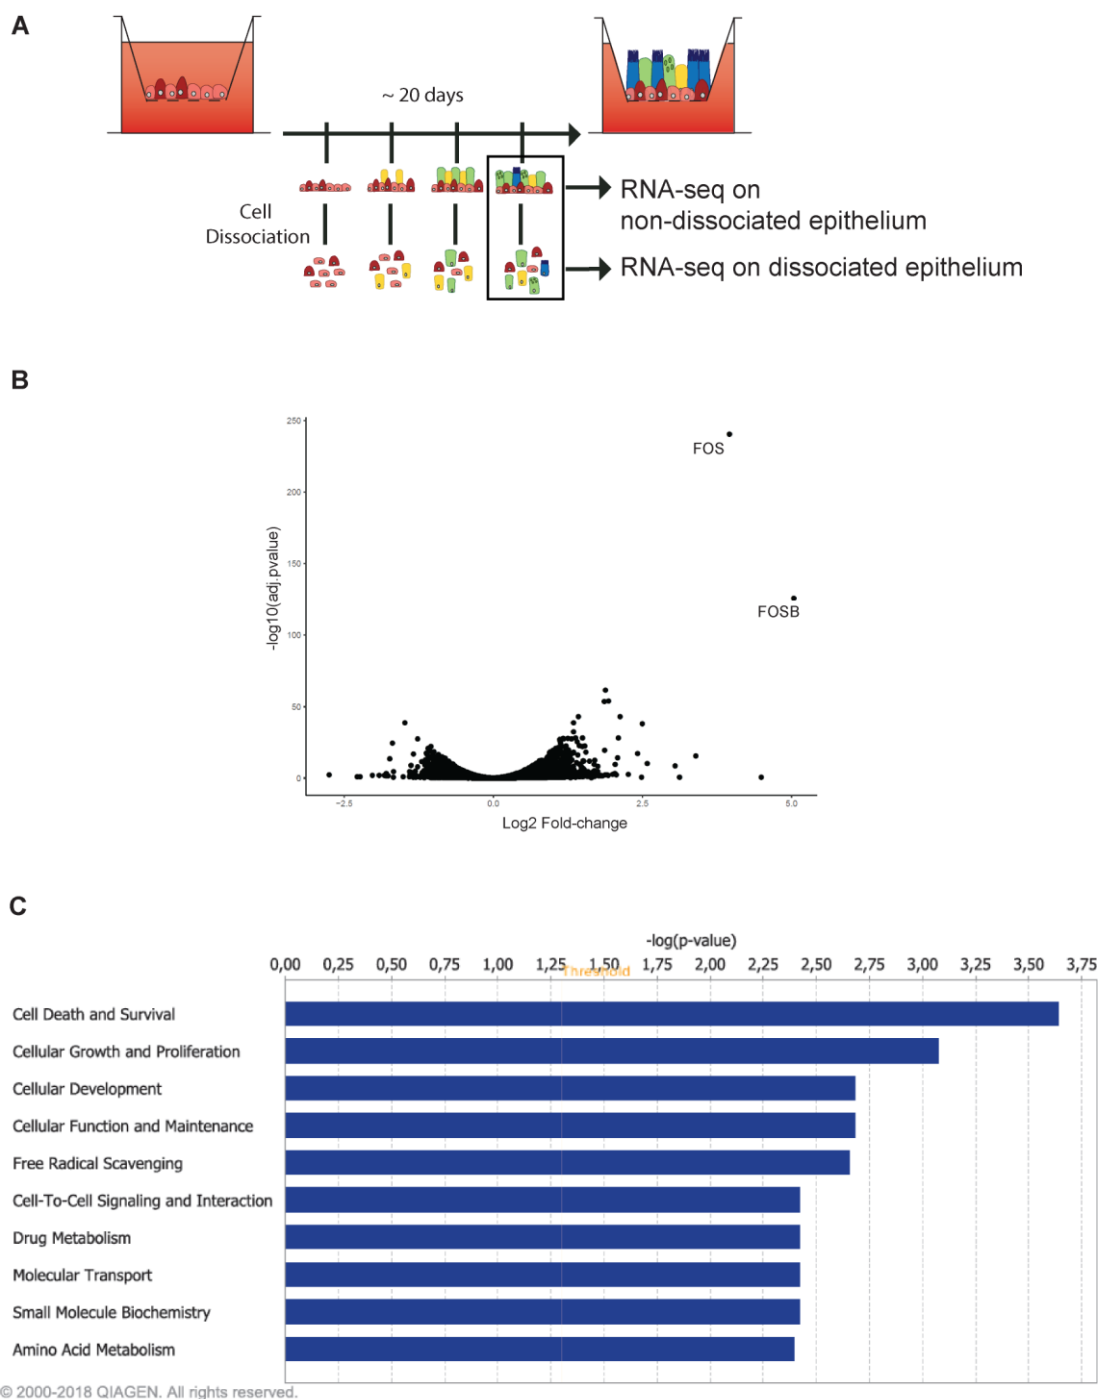 A
~ 20 days
Cell
Dissociation
RNA-seq on
non-dissociated epithelium
RNA-seq on dissociated epithelium
B
250
200
150
100
50
0
-log10(adj.pvalue)
FOS
FOSB
−2.5
0.0
2.5
5.0
Log2 Fold-change
C
-log(p-value)
0,00 0,25 0,50 0,75 1,00 1,25 1,50 1,75 2,00 2,25 2,50 2,75 3,00 3,25 3,50 3,75
Threshold
Cell Death and Survival
Cellular Growth and Proliferation
Cellular Development
Cellular Function and Maintenance
Free Radical Scavenging
Cell-To-Cell Signaling and Interaction
Drug Metabolism
Molecular Transport
Small Molecule Biochemistry
Amino Acid Metabolism
© 2000-2018 QIAGEN. All rights reserved.